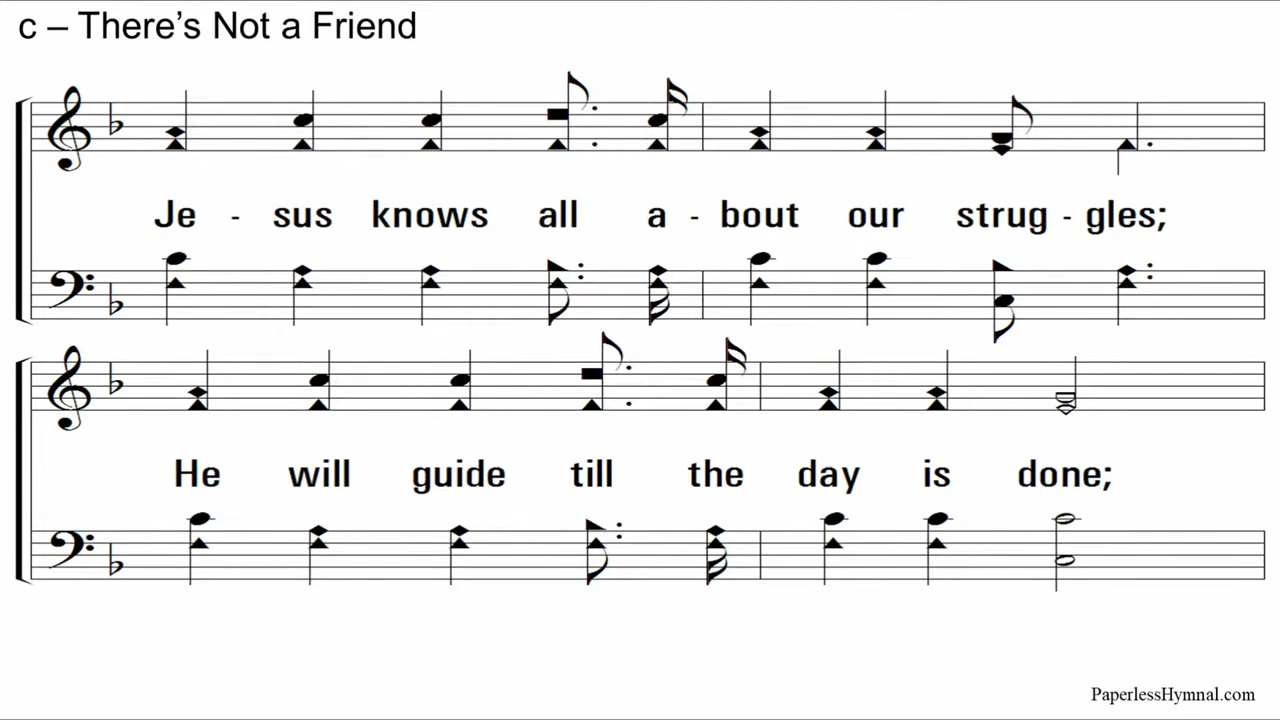 c – There’s Not a Friend
Je - sus knows all a - bout our strug - gles;
He will guide till the day is done;
PaperlessHymnal.com